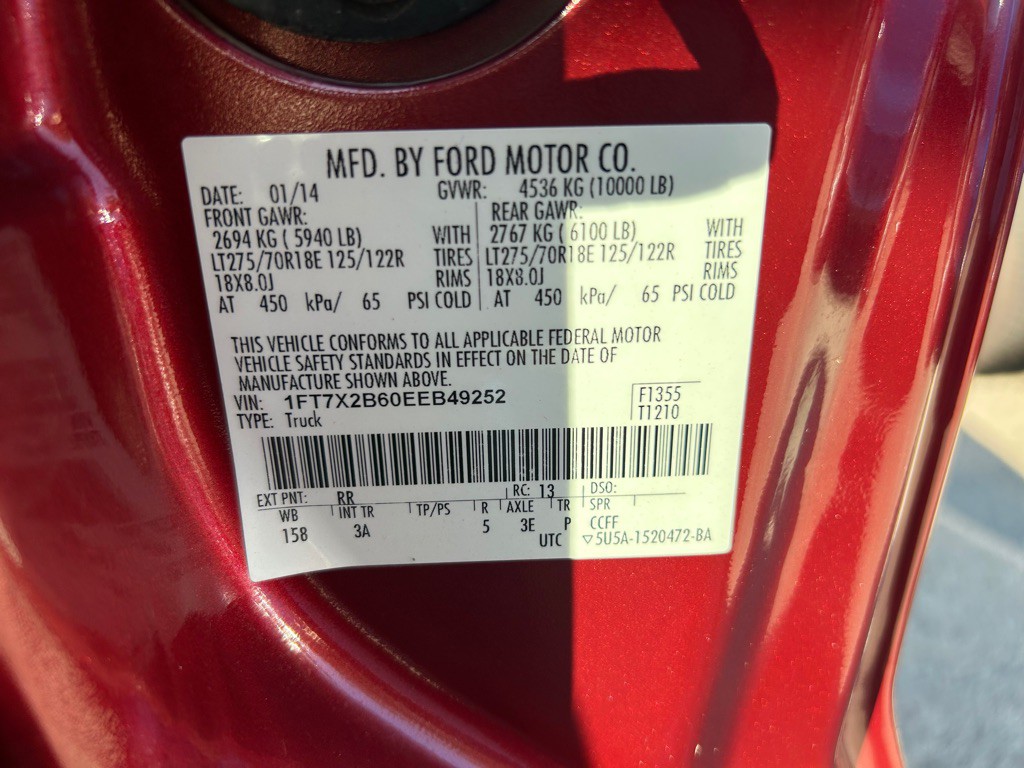 MFD. BY FORD MOTOR CO.
DATE: 01/14 GVWR: 4536 KG (10000 LB)
FRONT GAWR: REAR GAWR:
2694 KG ( 5940 LB) WITH 2767 KG ( 6100 LB) WITH
LT275/70R18E 125/122R TIRES LT275/70R18E 125/122R TIRES
18X8.0J RIMS 18X8.0J RIMS
AT 450 kPa/ 65 PSI COLD AT 450 kPa/ 65 PSI COLD
THIS VEHICLE CONFORMS TO ALL APPLICABLE FEDERAL MOTOR
VEHICLE SAFETY STANDARDS IN EFFECT ON THE DATE OF
MANUFACTURE SHOWN ABOVE.
VIN: 1FT7X2B60EEB49252 F1355
TYPE: Truck T1210
EXT PNT: RR RC: 13 DSO:
WB INT TR TP/PS R AXLE TR SPR
158 3A 5 3E P CCFF
UTC ▽5U5A-1520472-BA